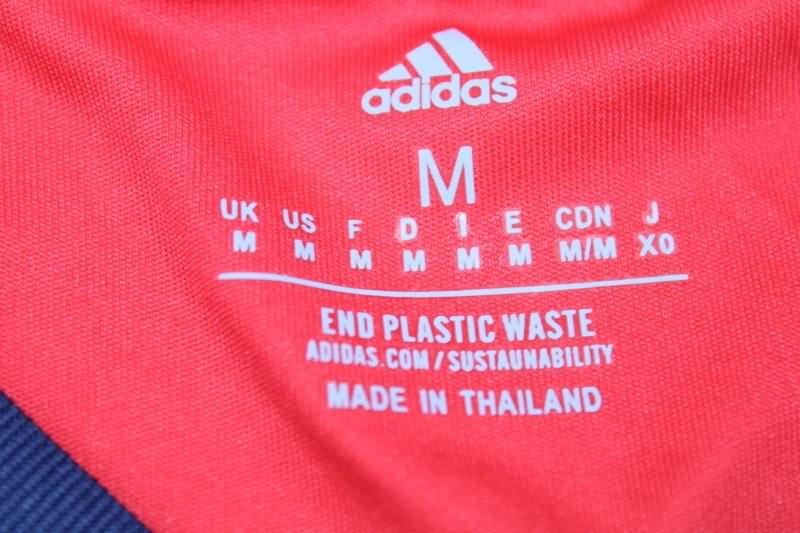 adidas
M
UK US F D I E CDN J
M M M M M M M/M XO
END PLASTIC WASTE
ADIDAS.COM/SUSTAUNABILITY
MADE IN THAILAND